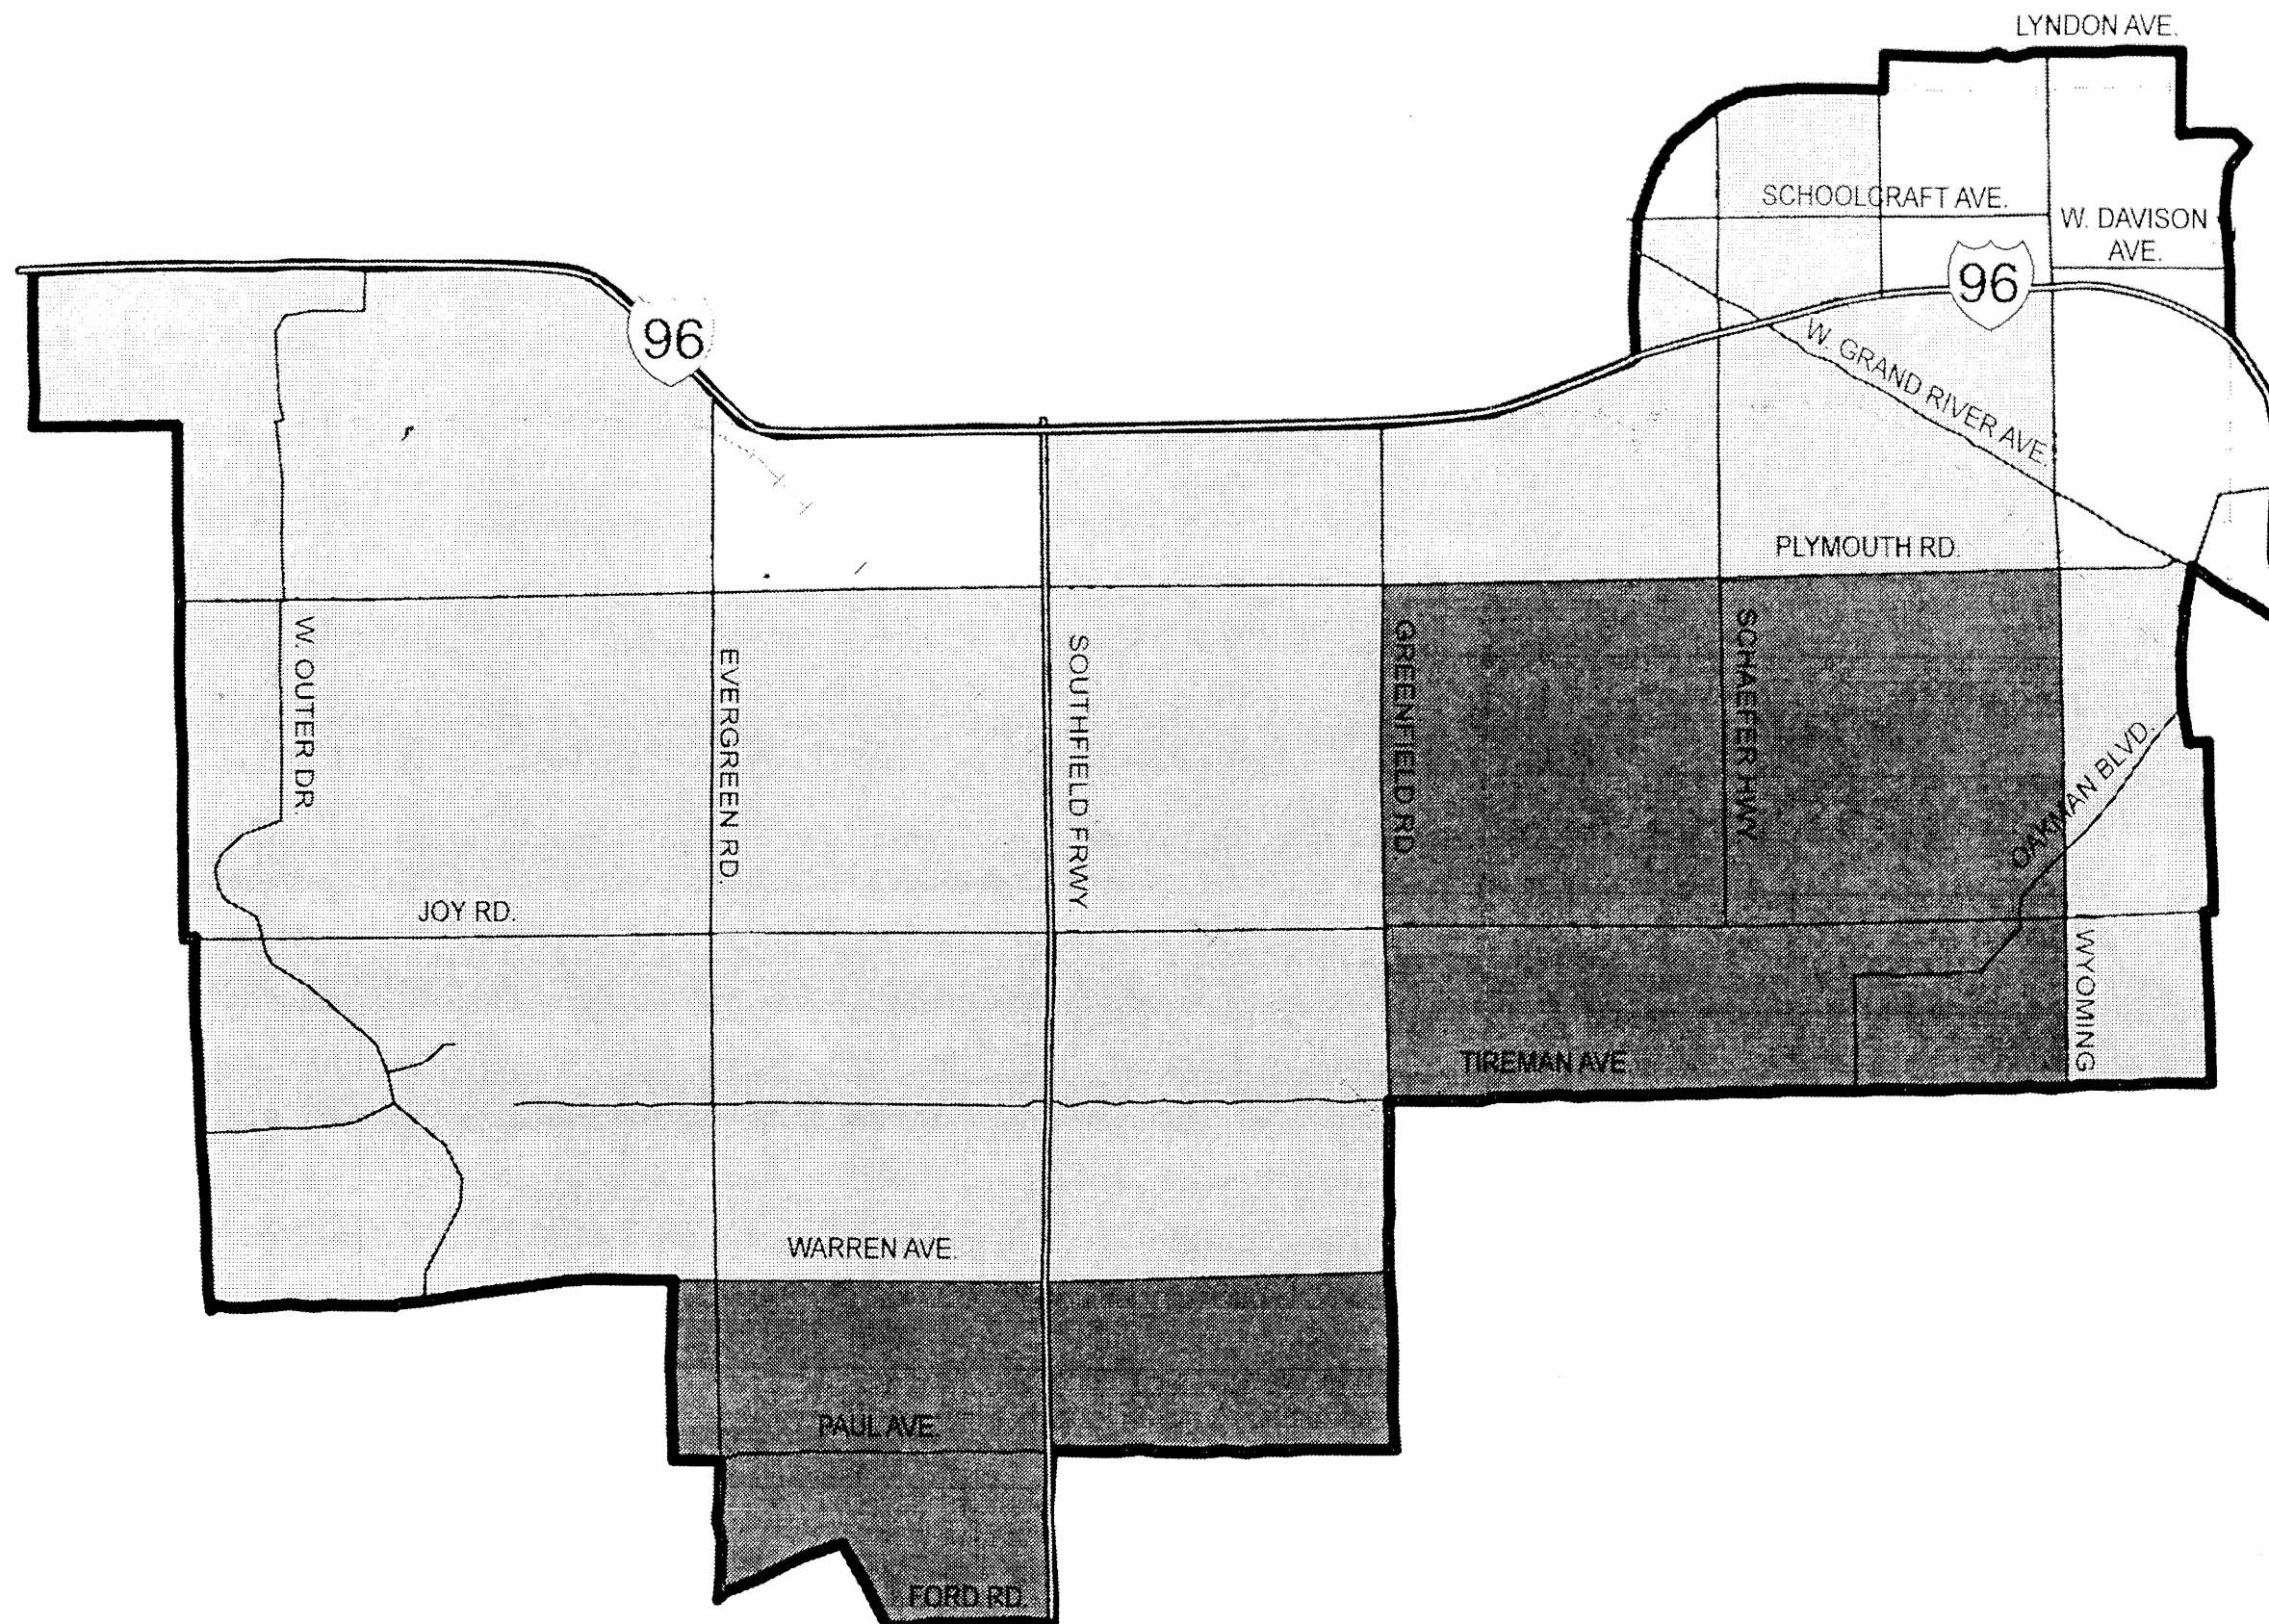 LYNDON AVE.
SCHOOLCRAFT AVE.
W. DAVISON
AVE.
96
96
W. GRAND RIVER AVE.
PLYMOUTH RD.
W. OUTER DR.
EVERGREEN RD.
SOUTHFIELD FRWY.
GREENFIELD RD.
SCHAEFER HWY.
OAKMAN BLVD.
JOY RD.
WYOMING
TIREMAN AVE.
WARREN AVE.
PAUL AVE.
FORD RD.